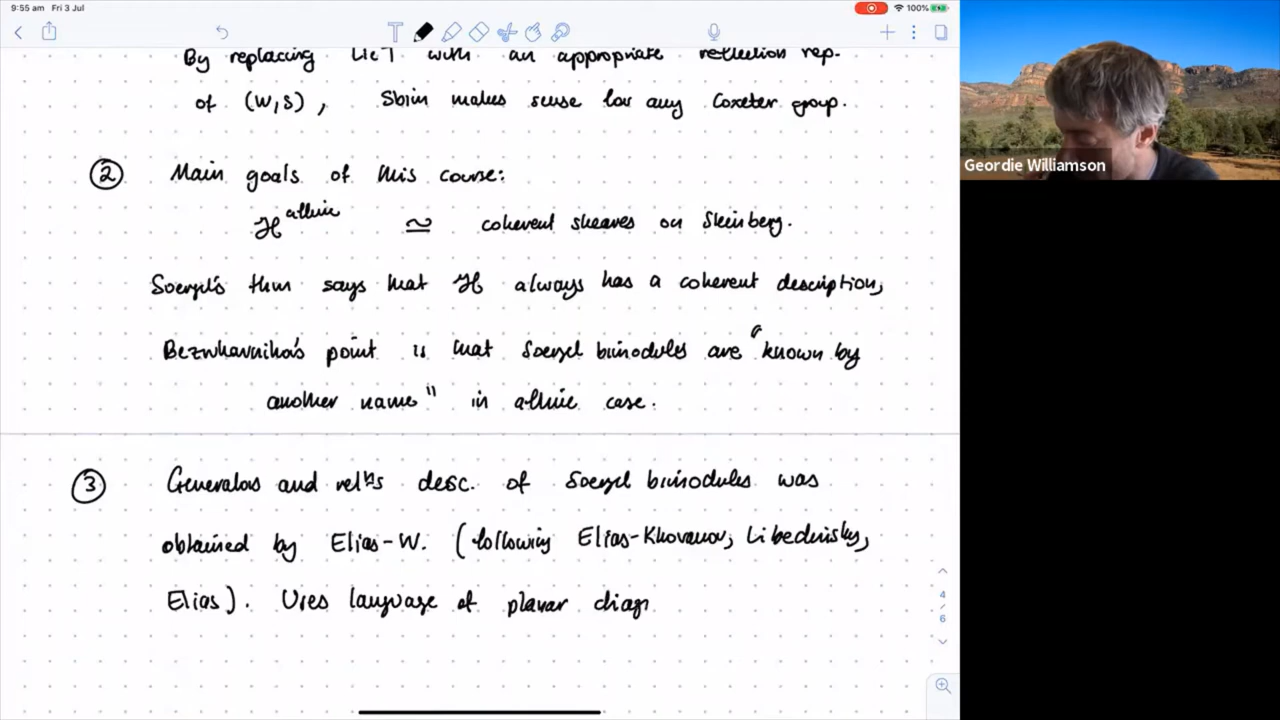 9:55 am Fri 3 Jul
100%
By replacing Lie T with an appropriate reflection rep.
of (W,S), Sbim makes sense for any Coxeter group.
② Main goals of this course:
ℋ^affine ≃ coherent sheaves on Steinberg.
Soergel's thm says that ℋ always has a coherent description,
Bezrukavnikov's point is that Soergel bimodules are "known by
another name" in affine case.
③ Generators and relⁿs desc. of Soergel bimodules was
obtained by Elias-W. (following Elias-Khovanov, Libedinsky,
Elias). Uses language of planar diagr
4
/
6
Geordie Williamson